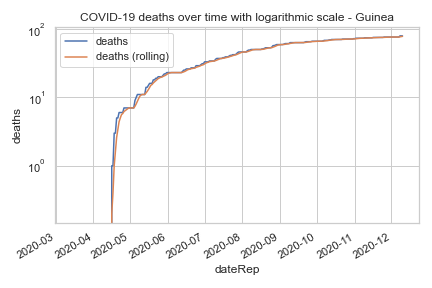 COVID-19 deaths over time with logarithmic scale - Guinea
deaths
deaths (rolling)
10²
10¹
10⁰
deaths
2020-03
2020-04
2020-05
2020-06
2020-07
2020-08
2020-09
2020-10
2020-11
2020-12
dateRep